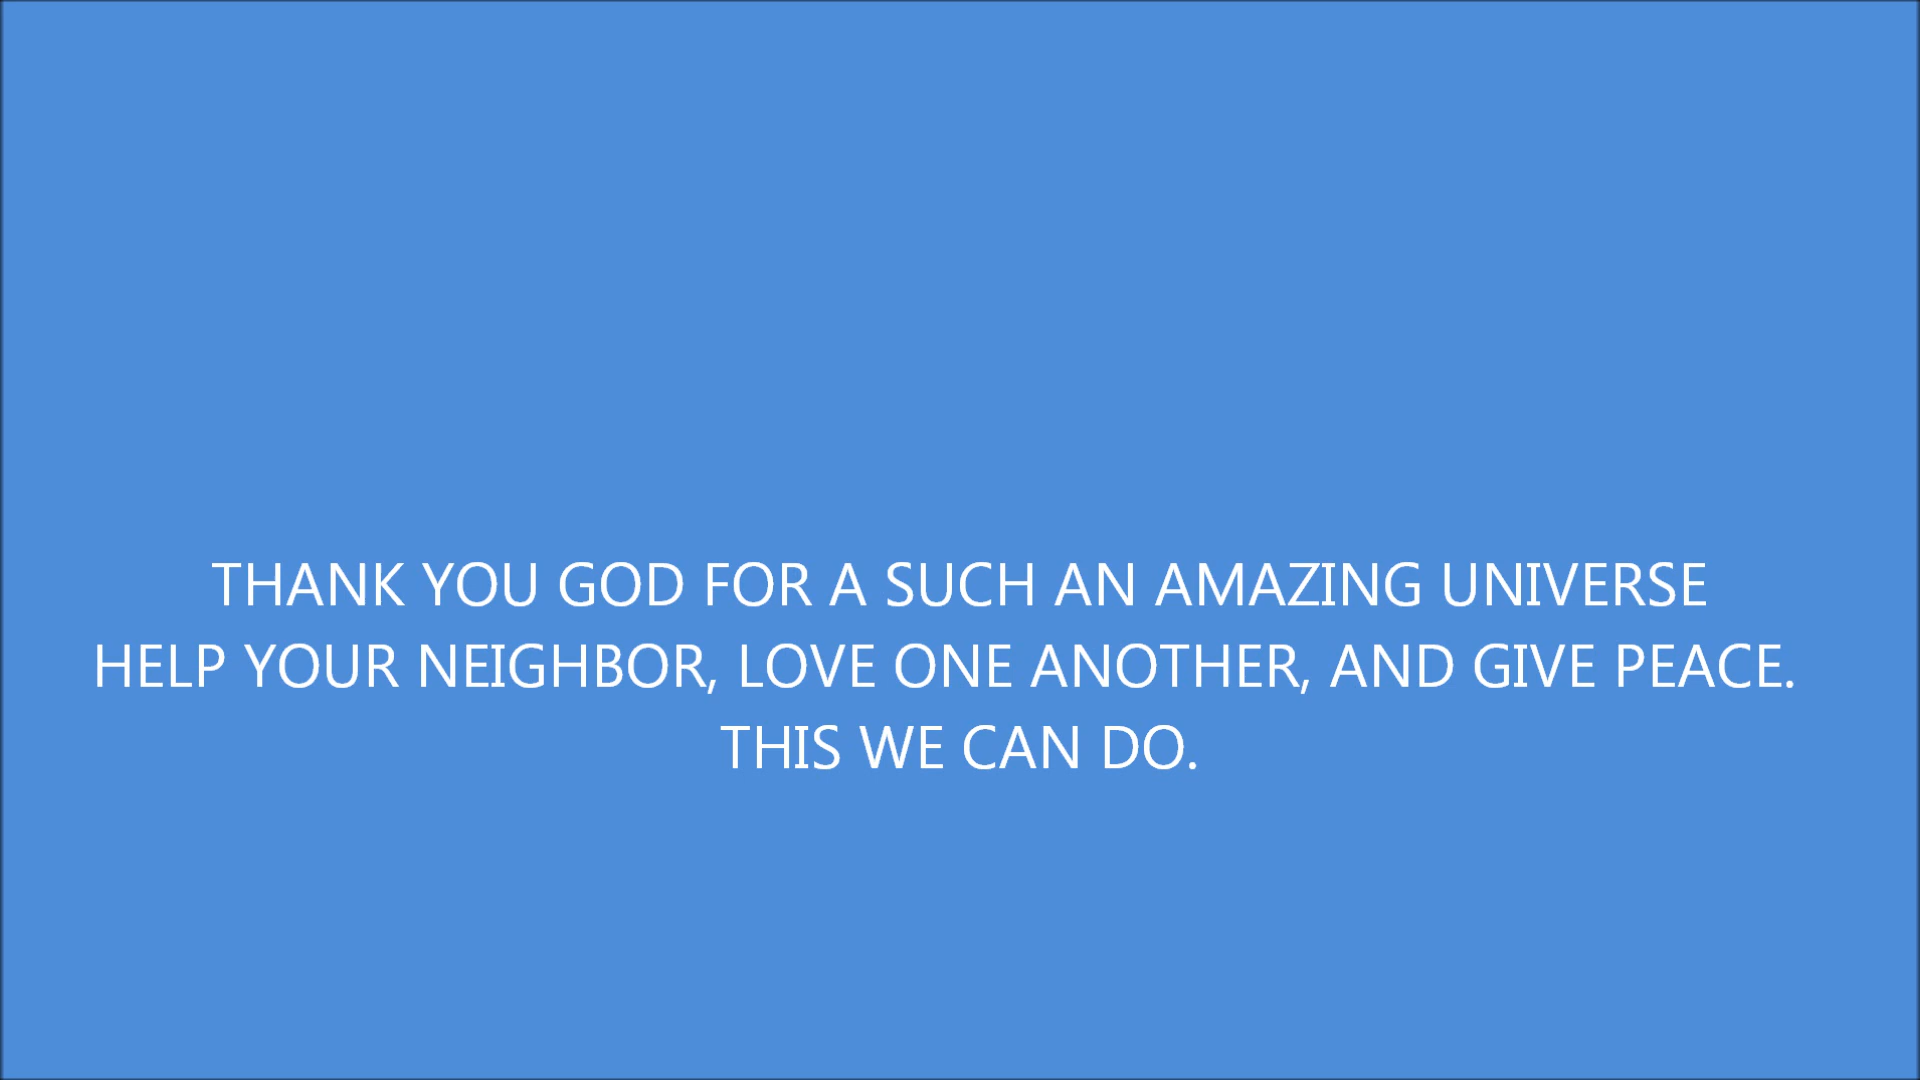 THANK YOU GOD FOR A SUCH AN AMAZING UNIVERSE
HELP YOUR NEIGHBOR, LOVE ONE ANOTHER, AND GIVE PEACE.
THIS WE CAN DO.